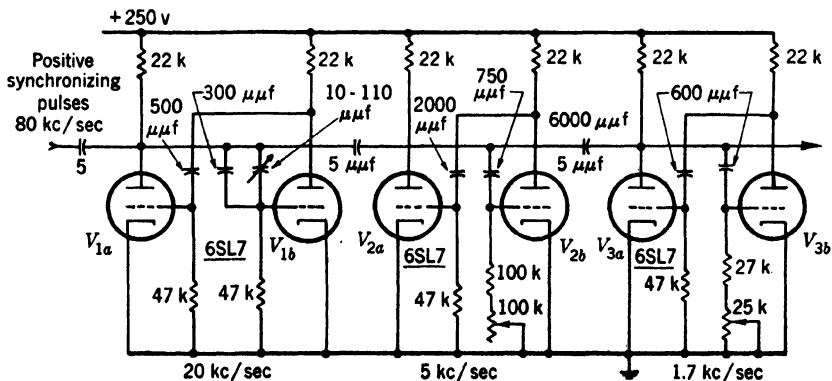 + 250 v
22 k
22 k
22 k
22 k
22 k
22 k
Positive
synchronizing
pulses
80 kc/sec
5
500
μμf
300 μμf
10-110
μμf
5 μμf
2000
μμf
750
μμf
6000 μμf
5 μμf
600 μμf
V1a
6SL7
V1b
V2a
6SL7
V2b
V3a
6SL7
V3b
47 k
47 k
47 k
100 k
100 k
47 k
27 k
25 k
20 kc/sec
5 kc/sec
1.7 kc/sec